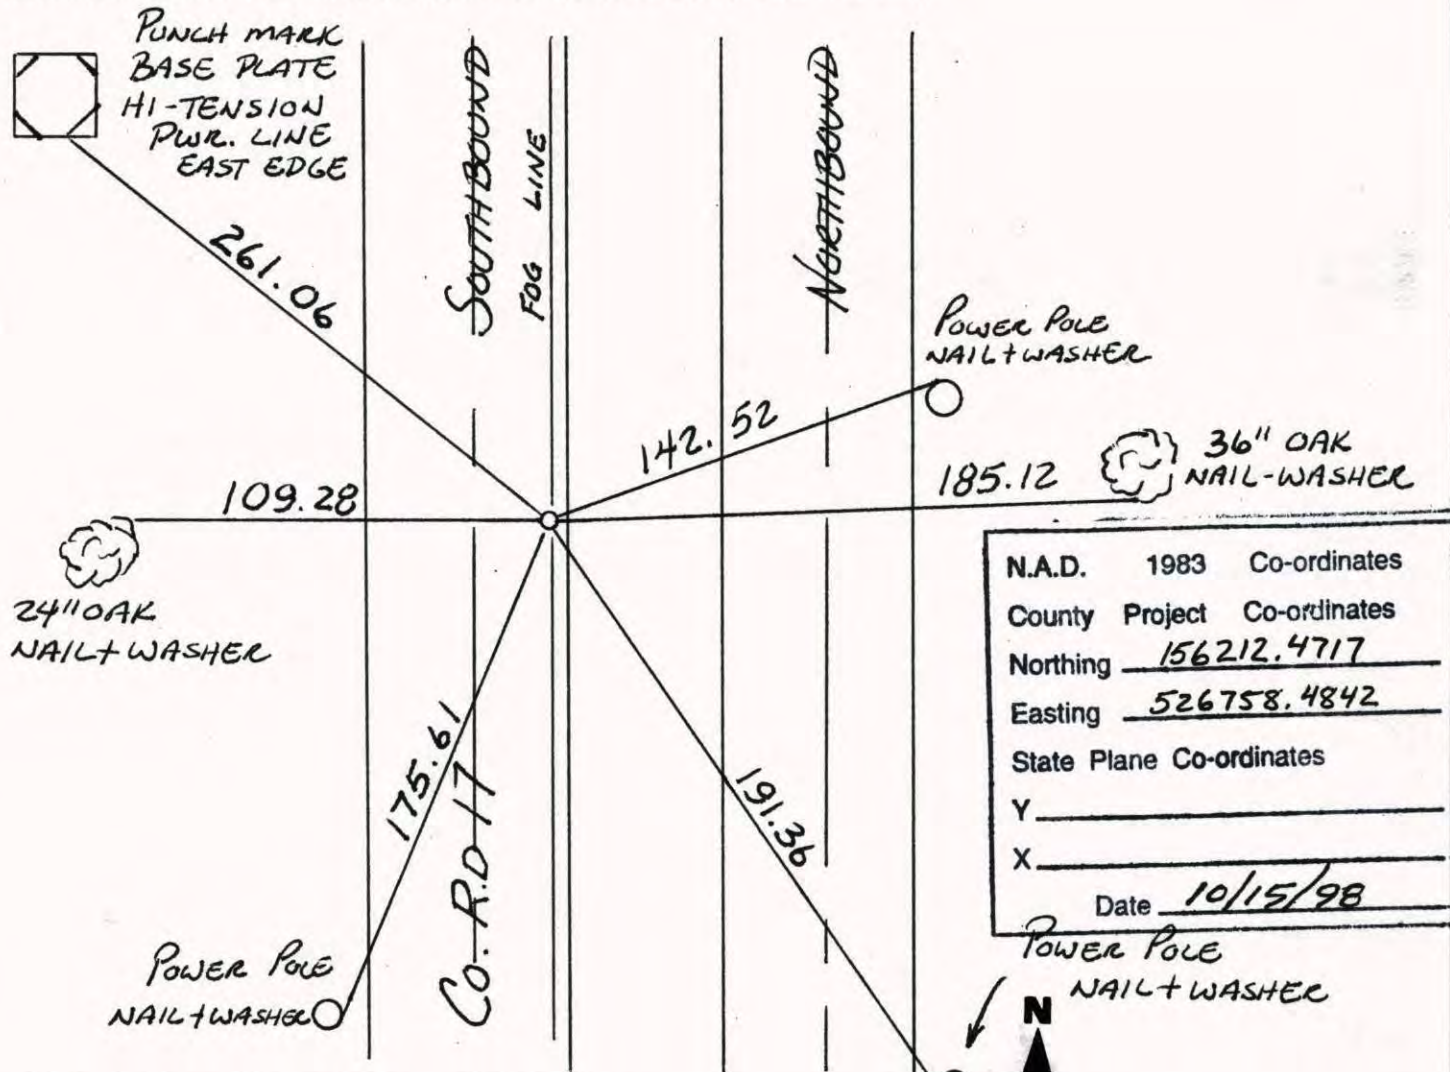 PUNCH MARK
BASE PLATE
HI-TENSION
PWR. LINE
EAST EDGE
SOUTHBOUND
FOG LINE
NORTHBOUND
261.06
POWER POLE
NAIL+WASHER
142.52
36" OAK
NAIL-WASHER
185.12
109.28
24" OAK
NAIL+WASHER
N.A.D. 1983 Co-ordinates
County Project Co-ordinates
Northing 156212.4717
Easting 526758.4842
State Plane Co-ordinates
Y
X
Date 10/15/98
175.61
CO. RD 17
191.36
POWER POLE
NAIL+WASHER
POWER POLE
NAIL+WASHER
N